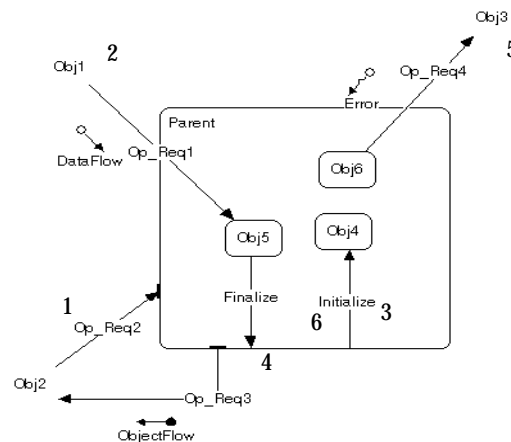 Obj3
2
5
Obj1
Op_Req4
Error
Parent
Op_Req1
DataFlow
Obj6
Obj5
Obj4
1
Finalize
Initialize
3
6
Op_Req2
4
Obj2
Op_Req3
ObjectFlow